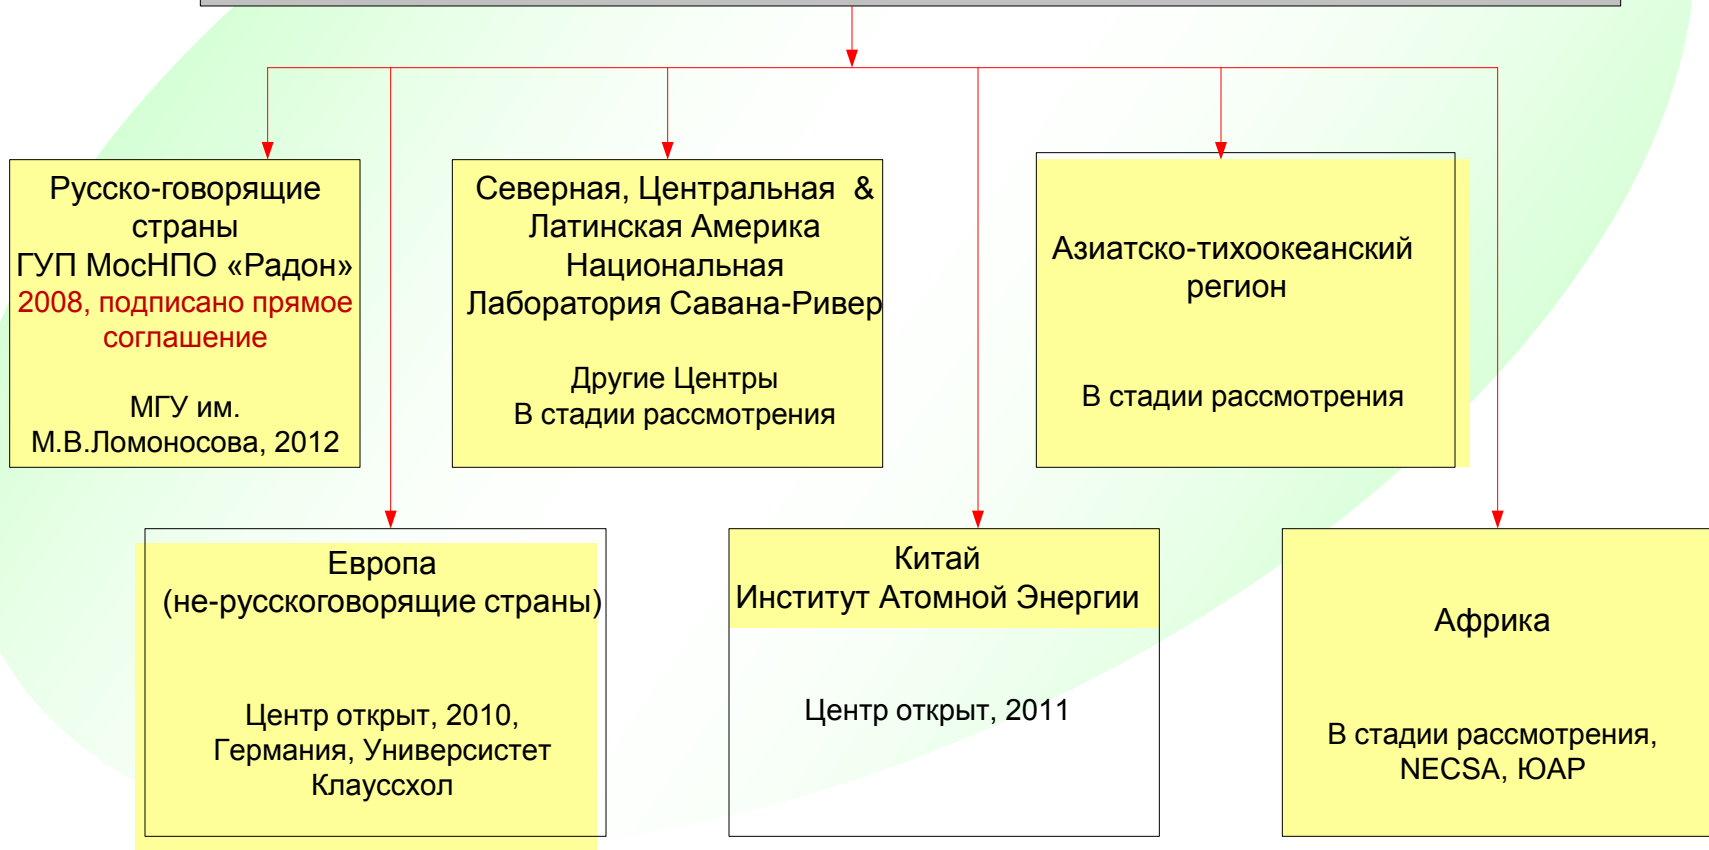 Русско-говорящие
страны
ГУП МосНПО «Радон»
2008, подписано прямое
соглашение
МГУ им.
М.В.Ломоносова, 2012
Северная, Центральная &
Латинская Америка
Национальная
Лаборатория Савана-Ривер
Другие Центры
В стадии рассмотрения
Азиатско-тихоокеанский
регион
В стадии рассмотрения
Европа
(не-русскоговорящие страны)
Центр открыт, 2010,
Германия, Универсистет
Клауссхол
Китай
Институт Атомной Энергии
Центр открыт, 2011
Африка
В стадии рассмотрения,
NECSA, ЮАР